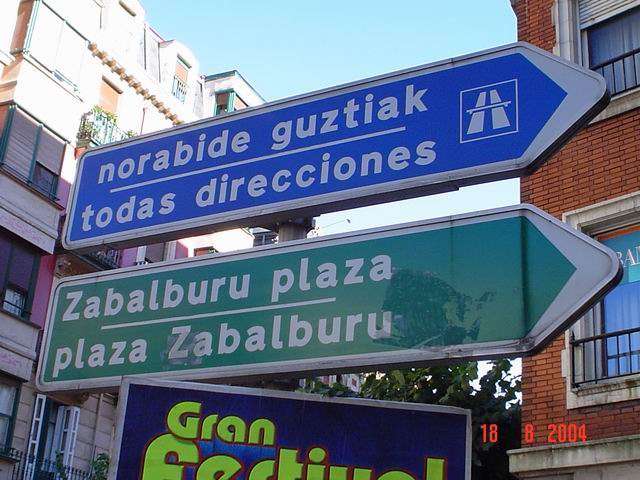 norabide guztiak
todas direcciones
Zabalburu plaza
plaza Zabalburu
Gran
Festival
18 8 2004